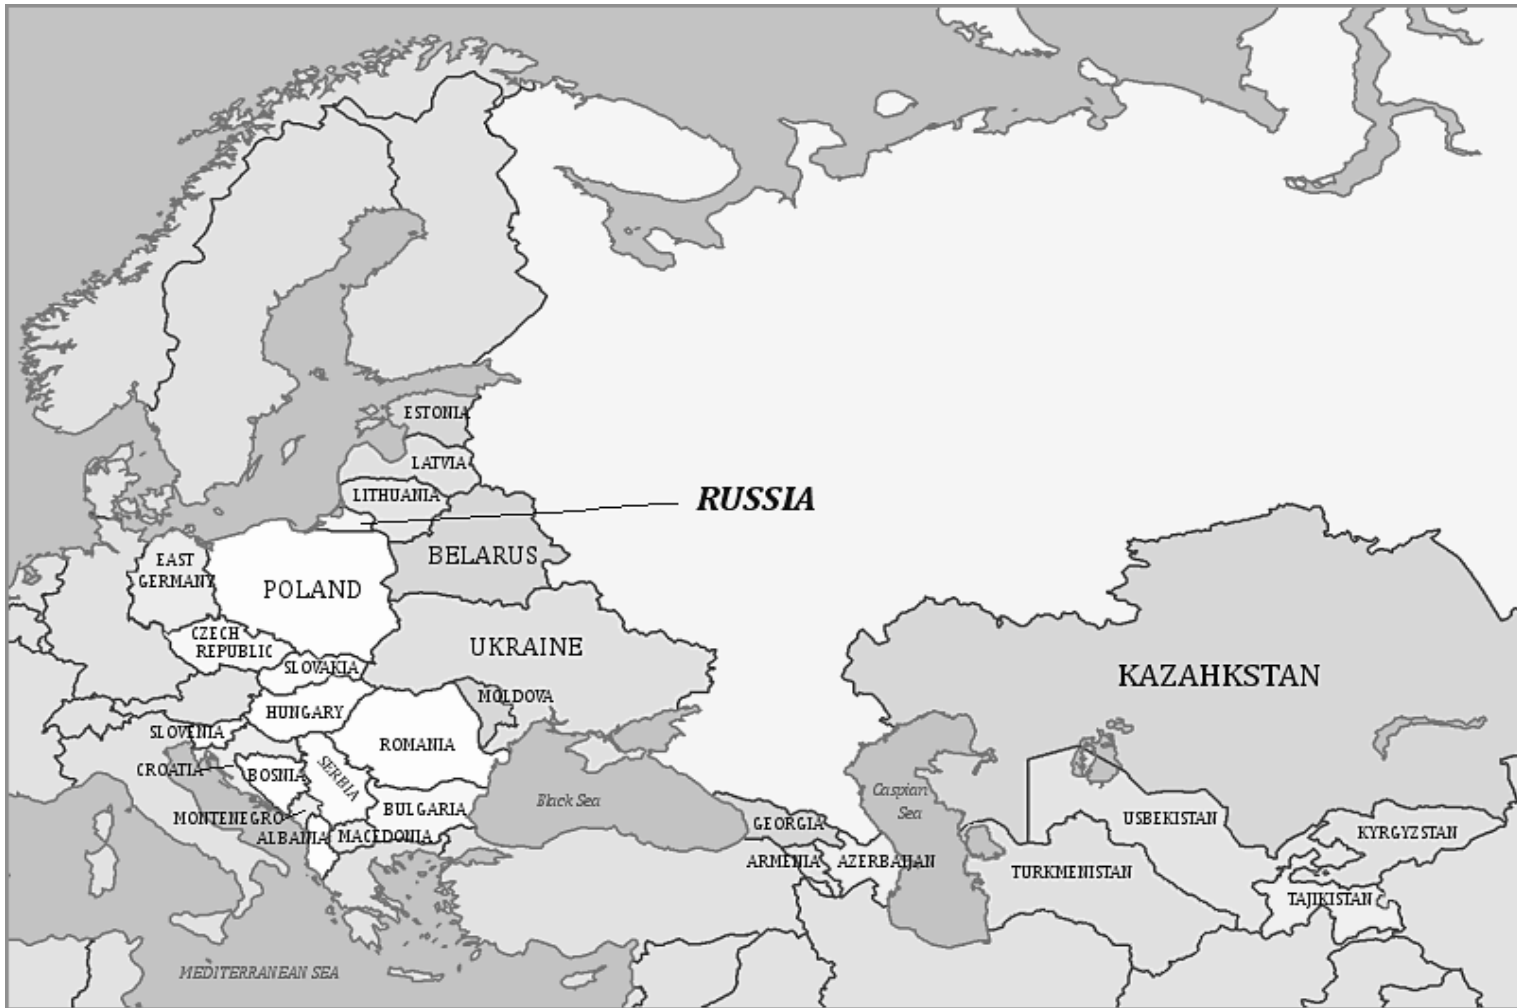 ESTONIA
LATVIA
LITHUANIA
RUSSIA
BELARUS
EAST
GERMANY
POLAND
CZECH
REPUBLIC
UKRAINE
SLOVAKIA
KAZAHKSTAN
MOLDOVA
HUNGARY
SLOVENIA
ROMANIA
CROATIA
BOSNIA
SERBIA
Black Sea
Caspian
Sea
MONTENEGRO
BULGARIA
GEORGIA
USBEKISTAN
KYRGYZSTAN
ALBANIA
MACEDONIA
ARMENIA
AZERBAIJAN
TURKMENISTAN
TAJIKISTAN
MEDITERRANEAN SEA